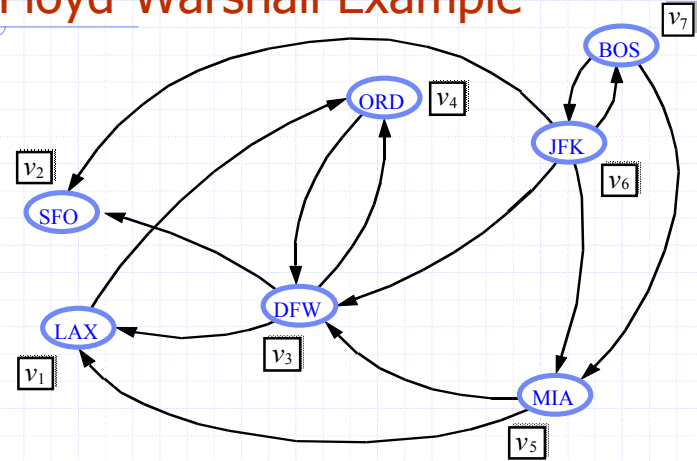 Floyd-Warshall Example
v7
BOS
ORD
v4
JFK
v2
v6
SFO
DFW
LAX
v3
v1
MIA
v5